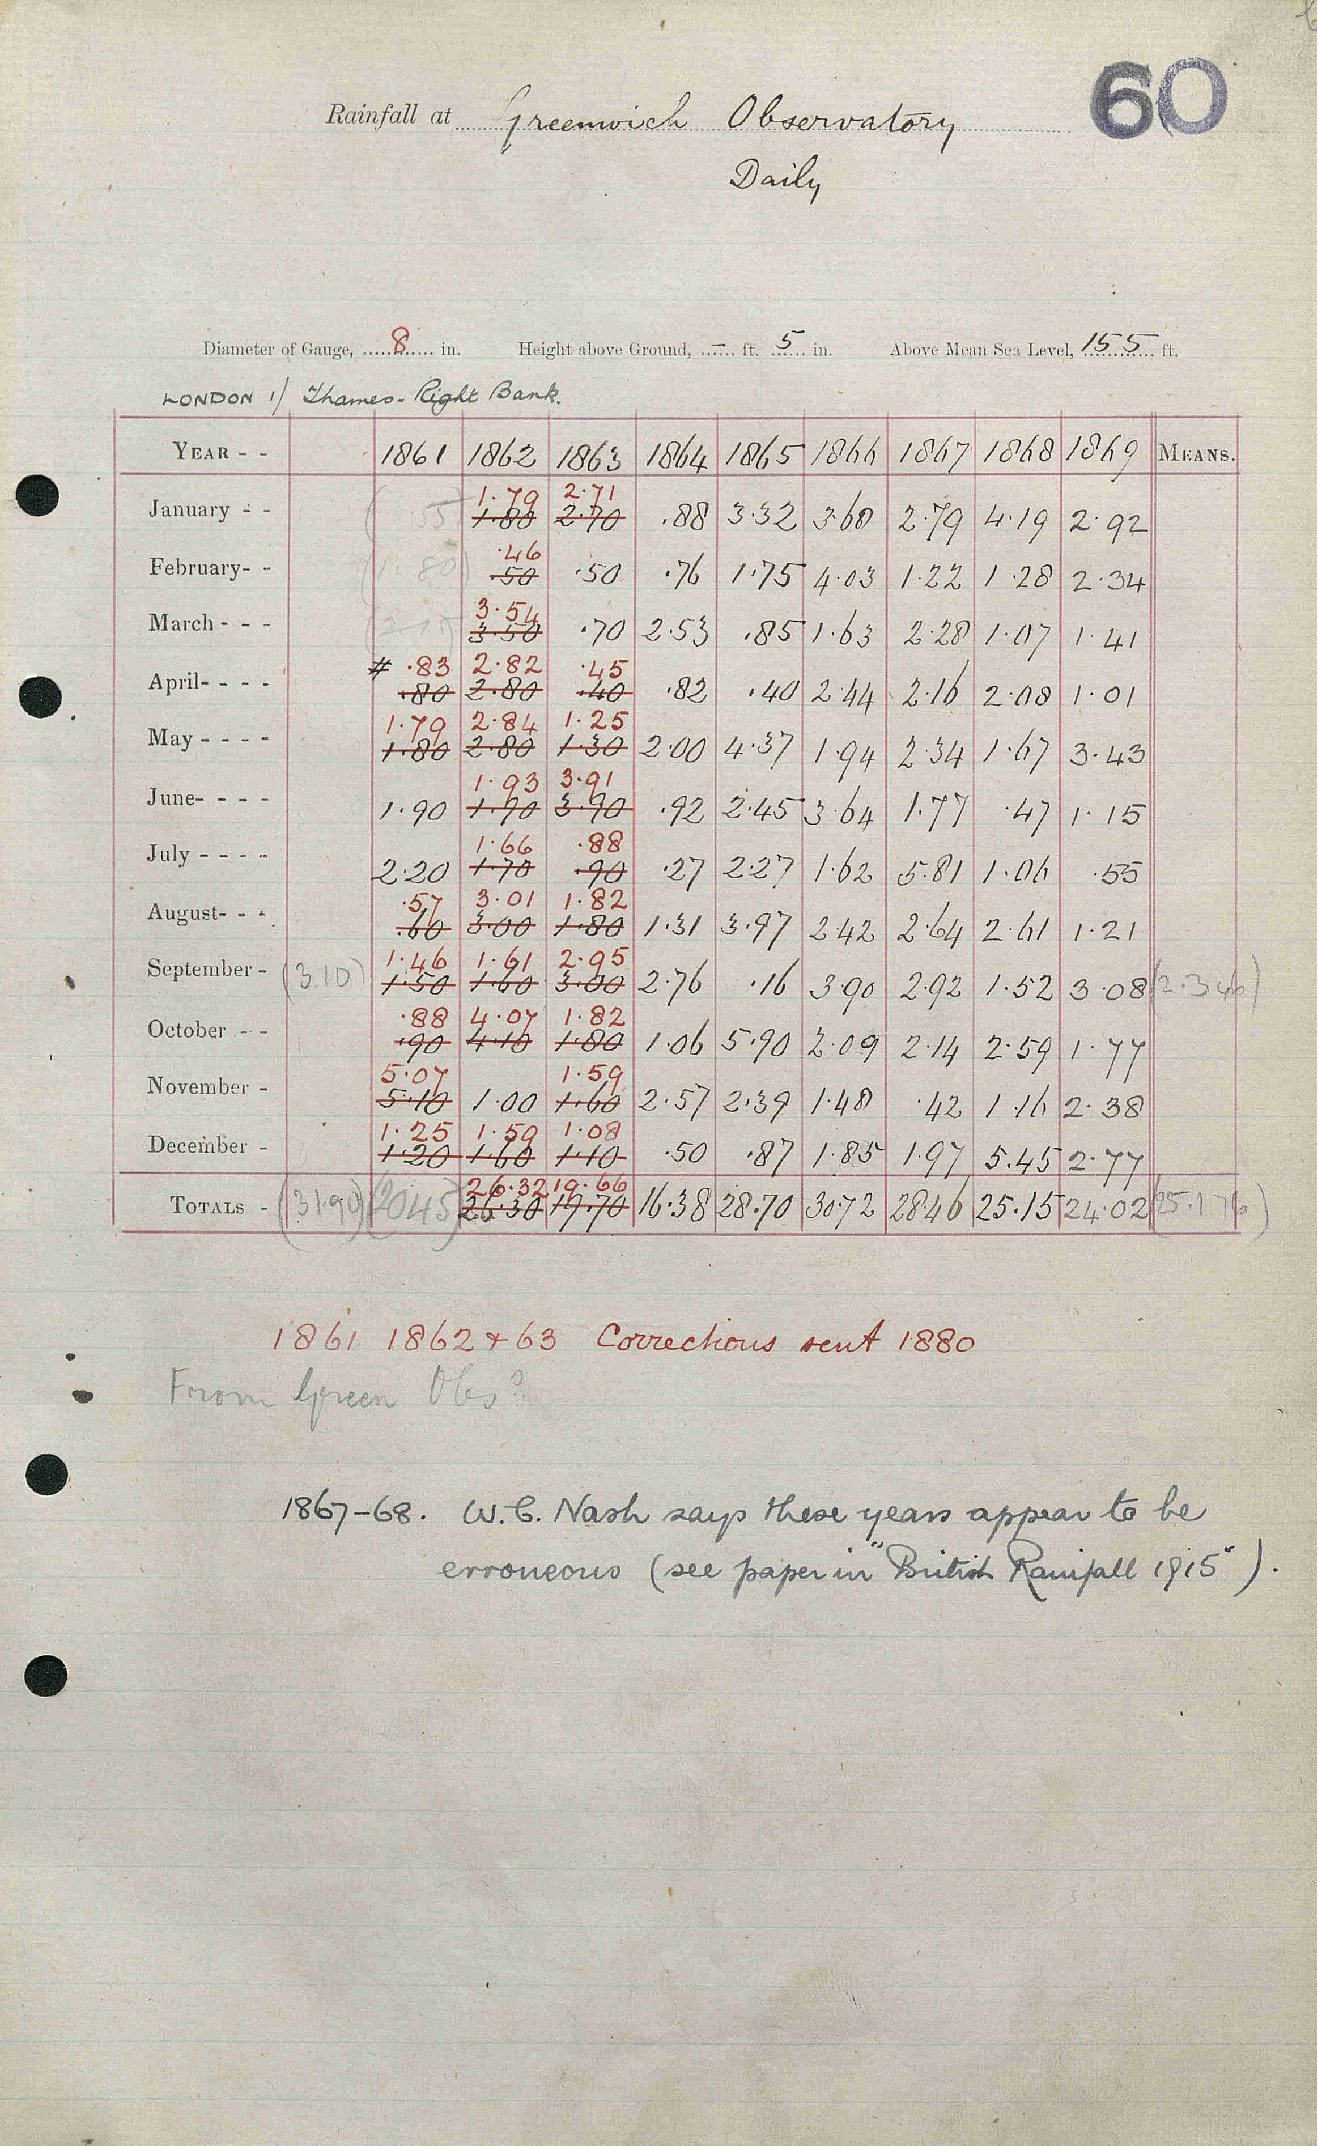 60
Rainfall at Greenwich Observatory
Daily
Diameter of Gauge, 8 in. Height above Ground, - ft. 5 in. Above Mean Sea Level, 155 ft.
LONDON 1/ Thames-Right Bank.
YEAR - - 1861 1862 1863 1864 1865 1866 1867 1868 1869 MEANS.
1.79 2.71
January - - 1.80 2.70 .88 3.32 3.60 2.79 4.19 2.92
.46
February- - (1.80) .50 .50 .76 1.75 4.03 1.22 1.28 2.34
3.54
March - - - 3.50 .70 2.53 .85 1.63 2.28 1.07 1.41
# .83 2.82 .45
April- - - - .80 2.80 .40 .82 .40 2.44 2.16 2.08 1.01
1.79 2.84 1.25
May - - - - 1.80 2.80 1.30 2.00 4.37 1.94 2.34 1.67 3.43
1.93 3.91
June- - - - 1.90 1.90 3.90 .92 2.45 3.64 1.77 .47 1.15
1.66 .88
July - - - - 2.20 1.70 .90 .27 2.27 1.62 5.81 1.06 .55
.57 3.01 1.82
August- - - .60 3.00 1.80 1.31 3.97 2.42 2.64 2.61 1.21
1.46 1.61 2.95
September - (3.10) 1.50 1.60 3.00 2.76 .16 3.90 2.92 1.52 3.08 (2.346)
.88 4.07 1.82
October - - .90 4.10 1.80 1.06 5.90 2.09 2.14 2.59 1.77
5.07 1.59
November - 5.10 1.00 1.60 2.57 2.39 1.48 .42 1.16 2.38
1.25 1.59 1.08
December - 1.20 1.60 1.10 .50 .87 1.85 1.97 5.45 2.77
26.32 19.66
TOTALS - (31.90) (20.45) 26.30 19.70 16.38 28.70 30.72 28.46 25.15 24.02 (25.176)
1861 1862 & 63 Corrections sent 1880
From Green Obsy
1867-68. W.C. Nash says these years appear to be
erroneous (see paper in "British Rainfall 1915").